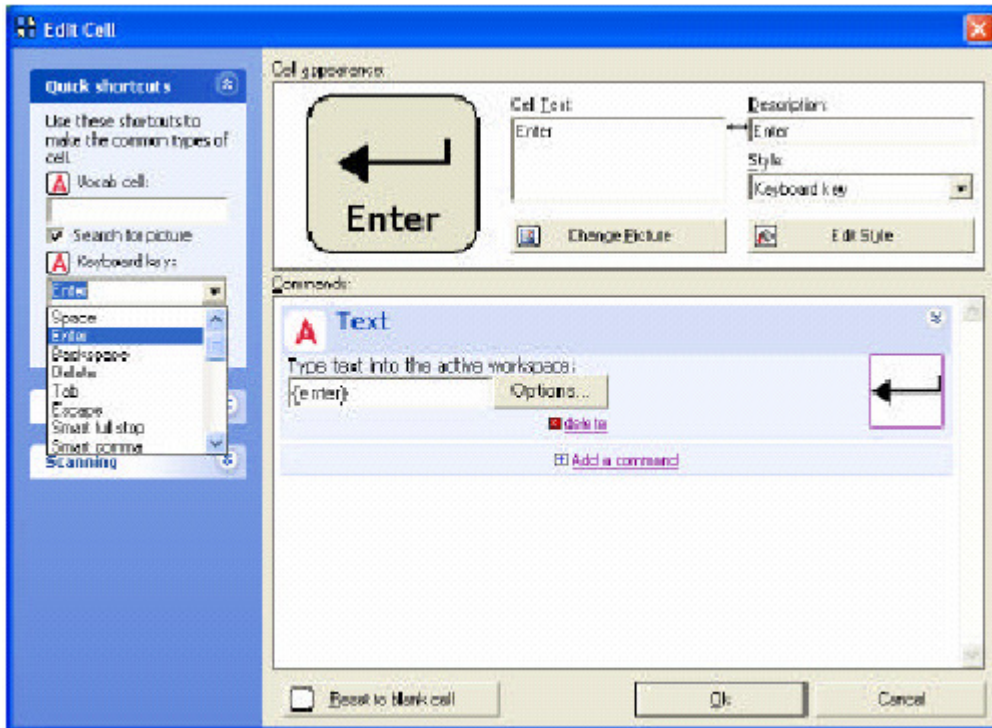 Edit Cell
Quick shortcuts
Use these shortcuts to
make the common types of
cell.
Vocab cell:
Search for picture
Keyboard key:
Enter
Space
Enter
Backspace
Delete
Tab
Escape
Smart full stop
Smart comma
Scanning
Cell appearance:
Enter
Cell Text:
Enter
Description:
Enter
Style:
Keyboard key
Change Picture
Edit Style
Commands:
Text
Type text into the active workspace:
{enter}
Options...
delete
Add a command
Reset to blank cell
Ok
Cancel